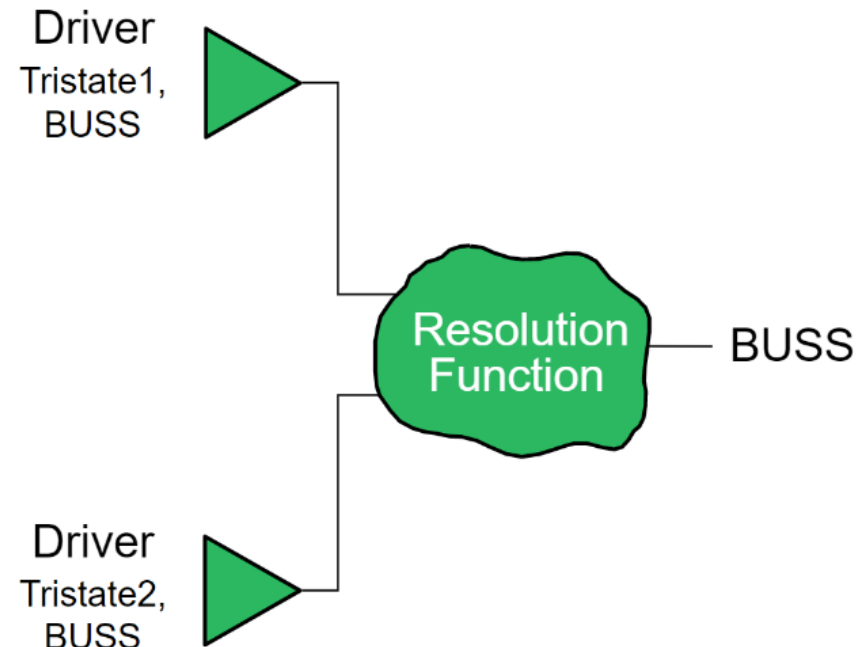 Driver
Tristate1,
BUSS
Resolution
Function
BUSS
Driver
Tristate2,
BUSS